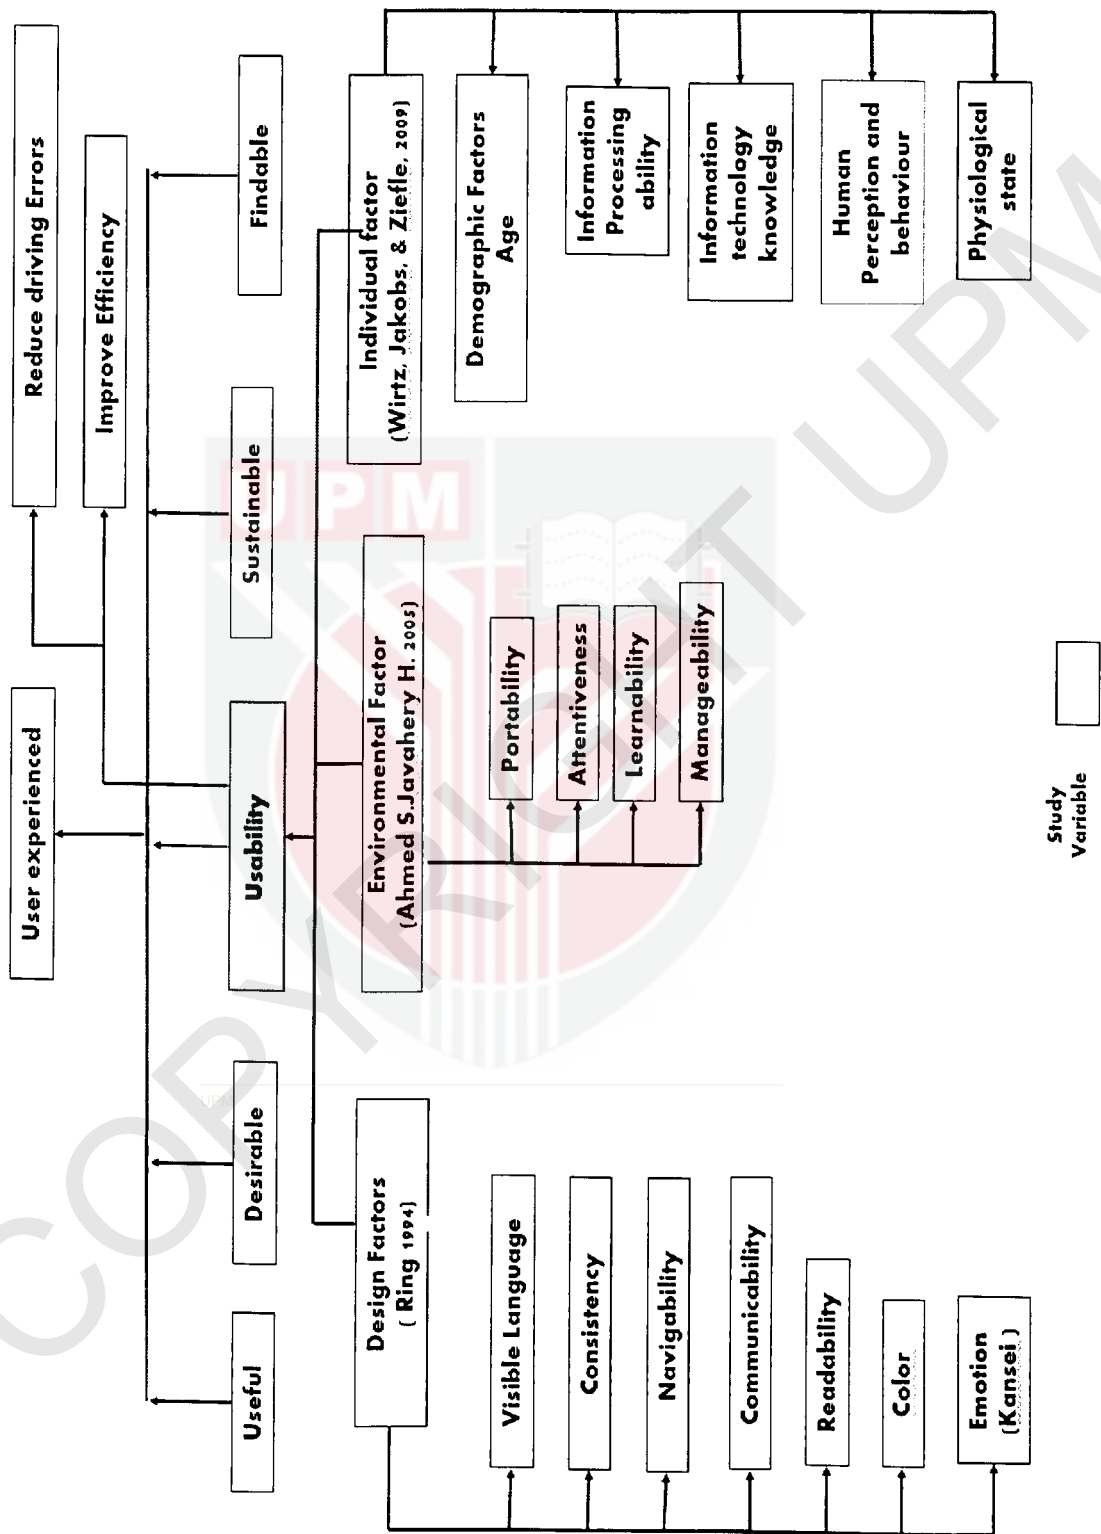 User experienced
Reduce driving Errors
Improve Efficiency
Useful
Desirable
Usability
Sustainable
Findable
Design Factors
( Ring 1994)
Environmental Factor
(Ahmed S.Javahery H. 2005)
Individual factor
(Wirtz, Jakobs, & Ziefle, 2009)
Visible Language
Consistency
Navigability
Communicability
Readability
Color
Emotion
(Kansei )
Portability
Attentiveness
Learnability
Manageability
Demographic Factors
Age
Information
Processing
ability
Information
technology
knowledge
Human
Perception and
behaviour
Physiological
state
Study
Variable
UPM
UPM
COPYRIGHT UPM